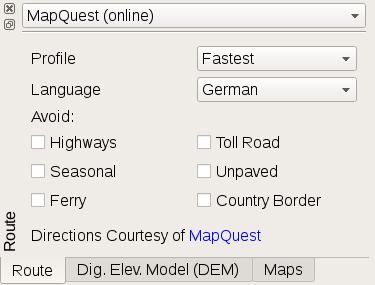 MapQuest (online)
Profile Fastest
Language German
Avoid:
Highways Toll Road
Seasonal Unpaved
Ferry Country Border
Route
Directions Courtesy of MapQuest
Route Dig. Elev. Model (DEM) Maps